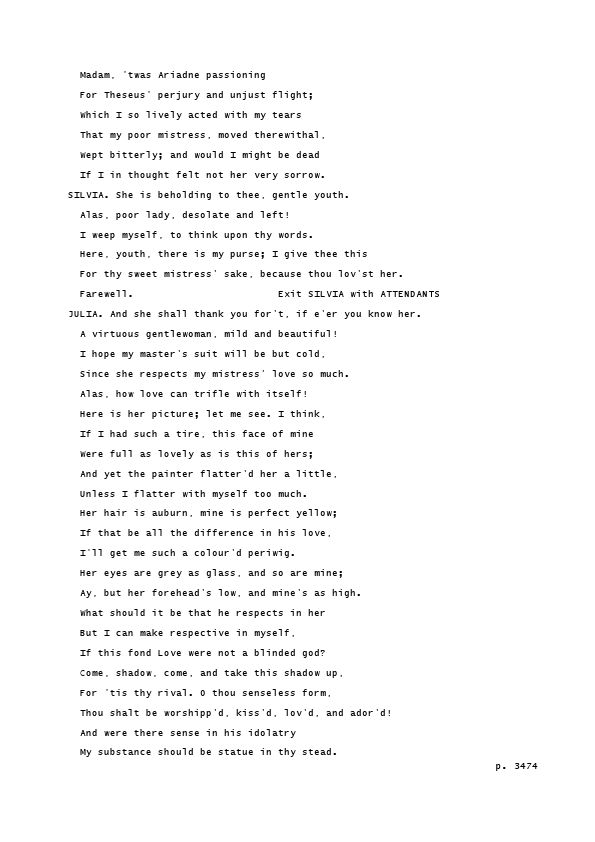 Madam, 'twas Ariadne passioning
For Theseus' perjury and unjust flight;
Which I so lively acted with my tears
That my poor mistress, moved therewithal,
Wept bitterly; and would I might be dead
If I in thought felt not her very sorrow.
SILVIA. She is beholding to thee, gentle youth.
Alas, poor lady, desolate and left!
I weep myself, to think upon thy words.
Here, youth, there is my purse; I give thee this
For thy sweet mistress' sake, because thou lov'st her.
Farewell. Exit SILVIA with ATTENDANTS
JULIA. And she shall thank you for't, if e'er you know her.
A virtuous gentlewoman, mild and beautiful!
I hope my master's suit will be but cold,
Since she respects my mistress' love so much.
Alas, how love can trifle with itself!
Here is her picture; let me see. I think,
If I had such a tire, this face of mine
Were full as lovely as is this of hers;
And yet the painter flatter'd her a little,
Unless I flatter with myself too much.
Her hair is auburn, mine is perfect yellow;
If that be all the difference in his love,
I'll get me such a colour'd periwig.
Her eyes are grey as glass, and so are mine;
Ay, but her forehead's low, and mine's as high.
What should it be that he respects in her
But I can make respective in myself,
If this fond Love were not a blinded god?
Come, shadow, come, and take this shadow up,
For 'tis thy rival. O thou senseless form,
Thou shalt be worshipp'd, kiss'd, lov'd, and ador'd!
And were there sense in his idolatry
My substance should be statue in thy stead.
p. 3474